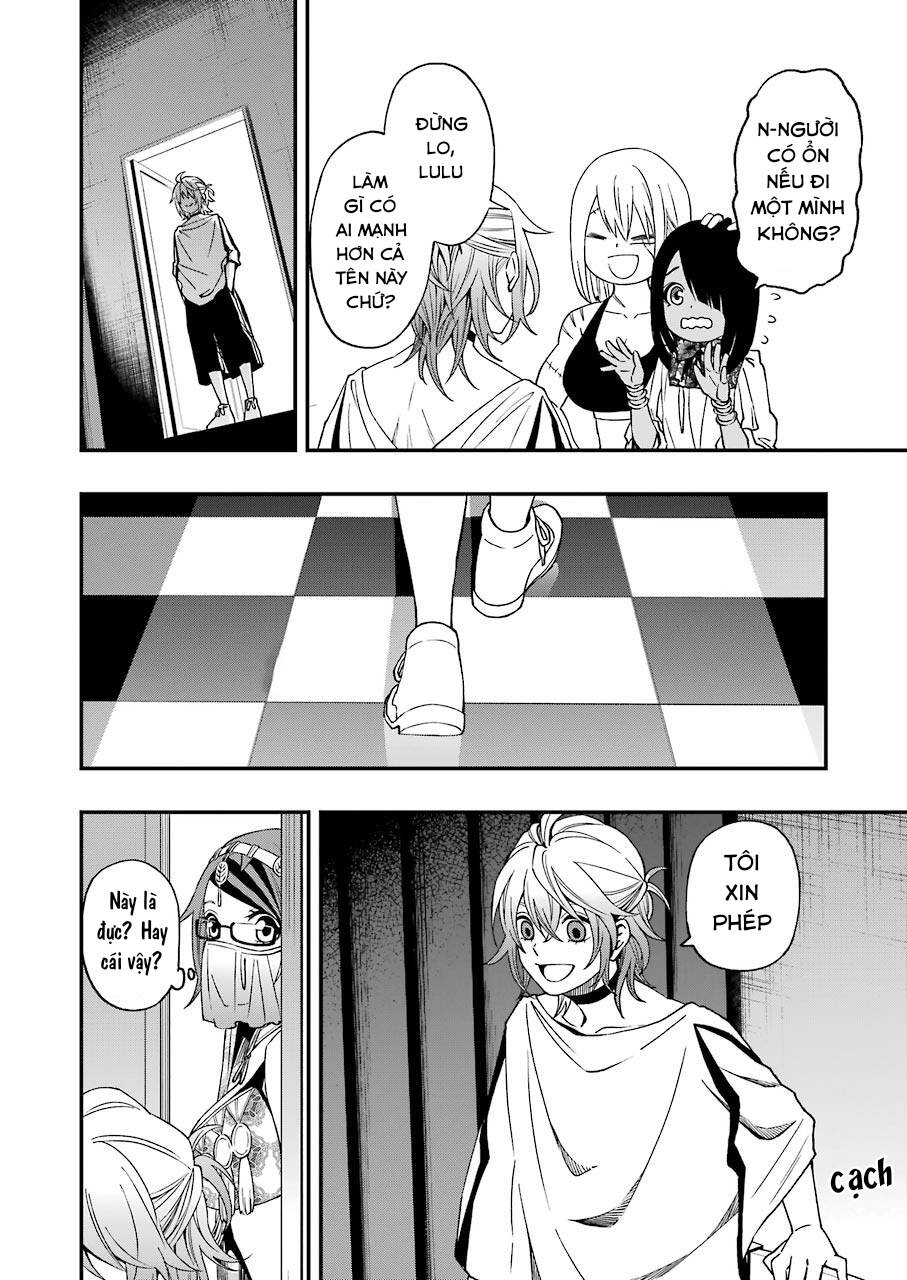 N-NGƯỜI
CÓ ỔN
NẾU ĐI
MỘT MÌNH
KHÔNG?
ĐỪNG
LO,
LULU
LÀM
GÌ CÓ
AI MẠNH
HƠN CẢ
TÊN NÀY
CHỨ?
TÔI
XIN
PHÉP
cạch
Này là
đực? Hay
cái vậy?